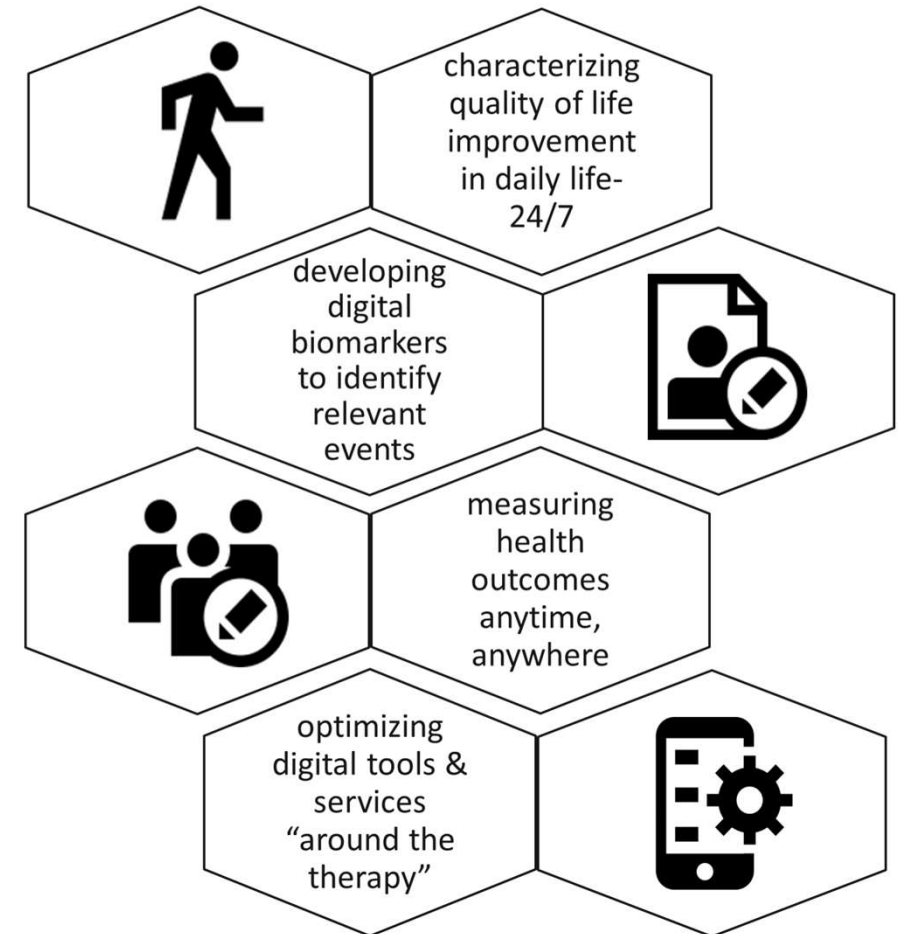 characterizing
quality of life
improvement
in daily life-
24/7
developing
digital
biomarkers
to identify
relevant
events
measuring
health
outcomes
anytime,
anywhere
optimizing
digital tools &
services
“around the
therapy”